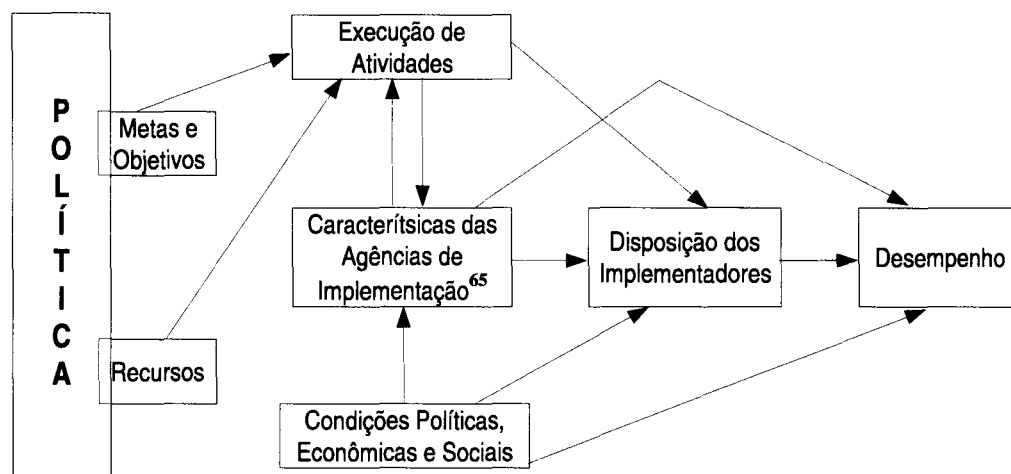 POLÍTICA
Execução de
Atividades
Metas e
Objetivos
Caracterítsicas das
Agências de
Implementação65
Disposição dos
Implementadores
Desempenho
Recursos
Condições Políticas,
Econômicas e Sociais